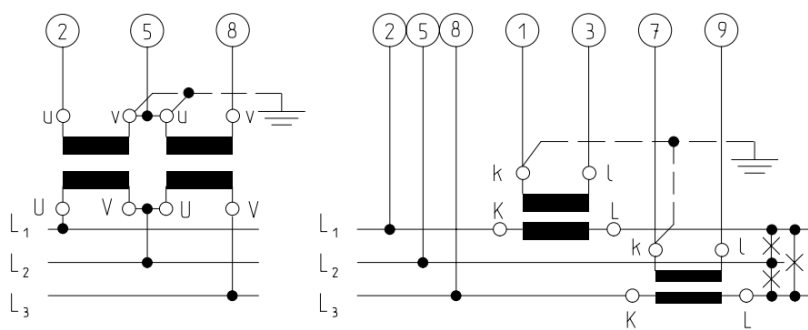 2 5 8 2 5 8 1 3 7 9
u v u v
k l
U V U V
K L
L1 L1
k l
L2 L2
L3 L3
K L